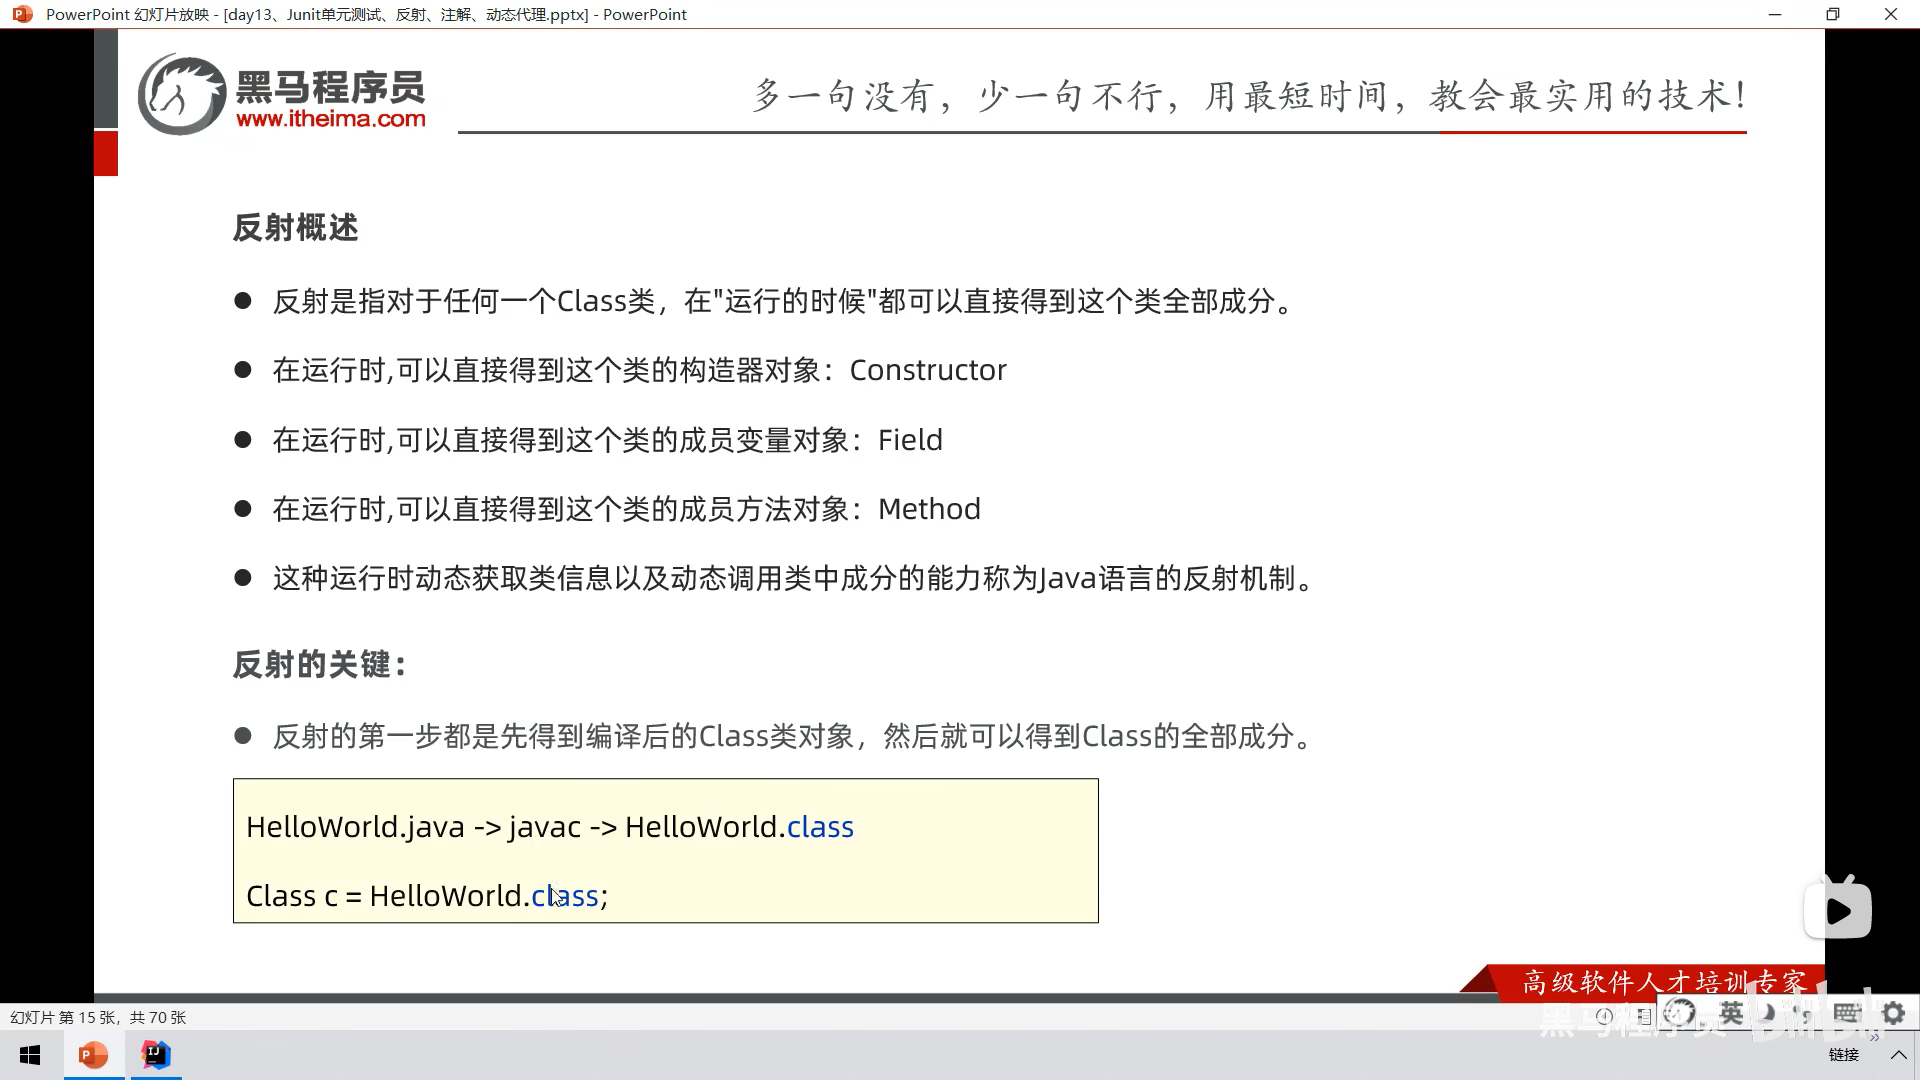 PowerPoint 幻灯片放映 - [day13、Junit单元测试、反射、注解、动态代理.pptx] - PowerPoint
黑马程序员
www.itheima.com
多一句没有，少一句不行，用最短时间，教会最实用的技术！
反射概述
● 反射是指对于任何一个Class类，在"运行的时候"都可以直接得到这个类全部成分。
● 在运行时,可以直接得到这个类的构造器对象：Constructor
● 在运行时,可以直接得到这个类的成员变量对象：Field
● 在运行时,可以直接得到这个类的成员方法对象：Method
● 这种运行时动态获取类信息以及动态调用类中成分的能力称为Java语言的反射机制。
反射的关键：
● 反射的第一步都是先得到编译后的Class类对象，然后就可以得到Class的全部成分。
HelloWorld.java -> javac -> HelloWorld.class
Class c = HelloWorld.class;
高级软件人才培训专家
幻灯片 第 15 张，共 70 张
黑马程序员
英
bilibili
链接